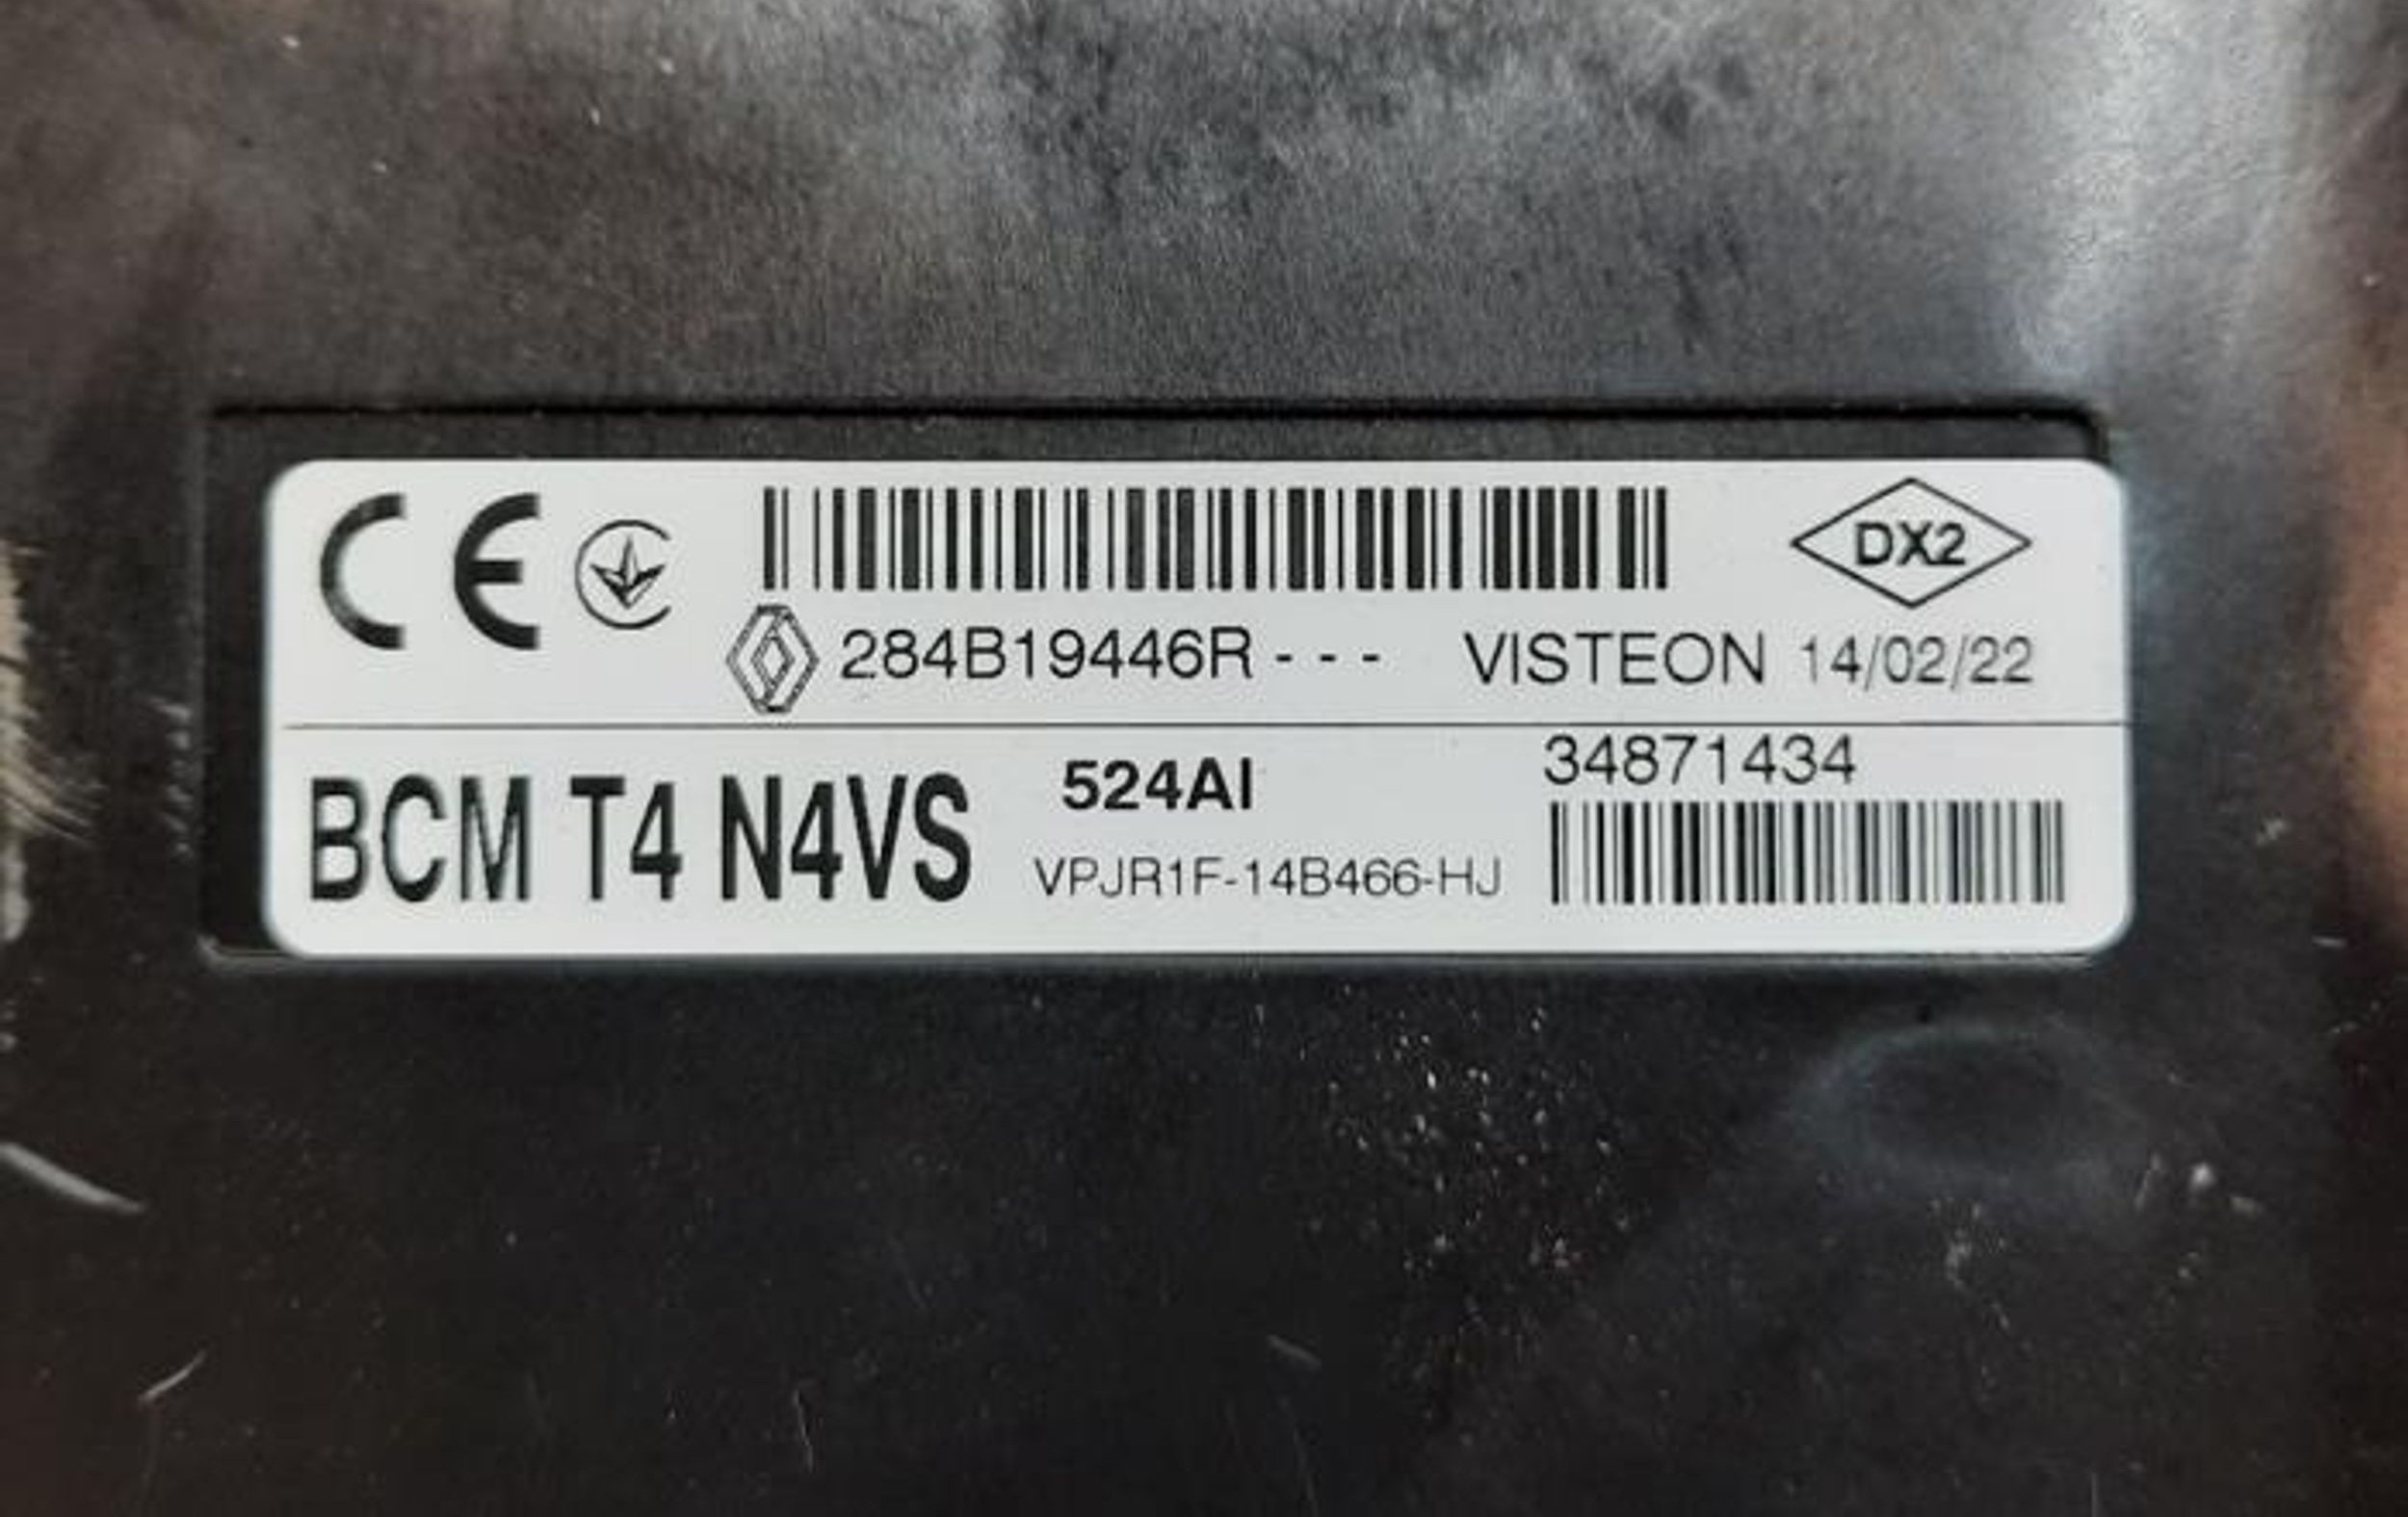 CE
DX2
284B19446R - - - VISTEON 14/02/22
BCM T4 N4VS
524AI
VPJR1F-14B466-HJ
34871434